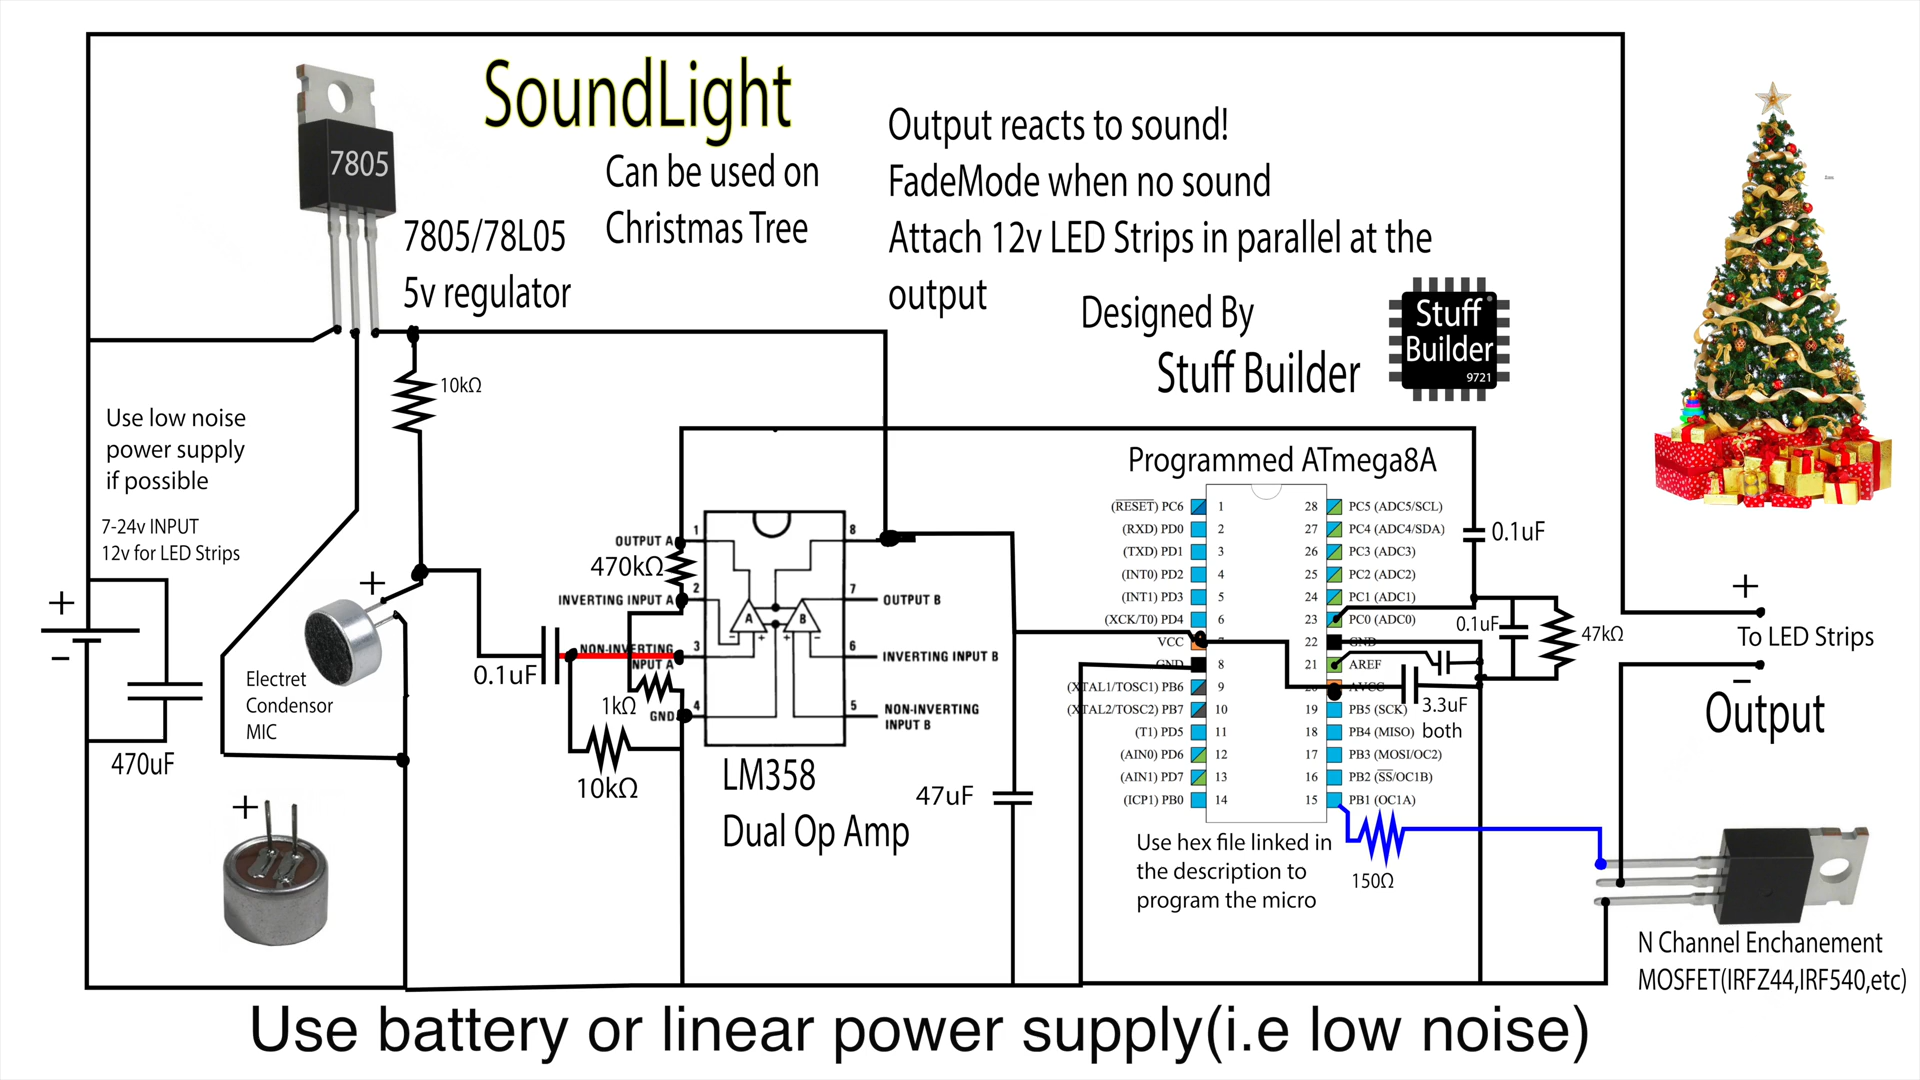 SoundLight
Can be used on
Christmas Tree
Output reacts to sound!
FadeMode when no sound
Attach 12v LED Strips in parallel at the
output
Designed By
Stuff Builder
Stuff
Builder
9721
7805
7805/78L05
5v regulator
10kΩ
Use low noise
power supply
if possible
7-24v INPUT
12v for LED Strips
+
−
470uF
+
Electret
Condensor
MIC
+
0.1uF
470kΩ
1kΩ
10kΩ
OUTPUT A
INVERTING INPUT A
NON-INVERTING
INPUT A
GND
1
2
3
4
A
B
+
−
8
7
6
5
OUTPUT B
INVERTING INPUT B
NON-INVERTING
INPUT B
LM358
Dual Op Amp
47uF
Programmed ATmega8A
(RESET) PC6 1 28 PC5 (ADC5/SCL)
(RXD) PD0 2 27 PC4 (ADC4/SDA)
(TXD) PD1 3 26 PC3 (ADC3)
(INT0) PD2 4 25 PC2 (ADC2)
(INT1) PD3 5 24 PC1 (ADC1)
(XCK/T0) PD4 6 23 PC0 (ADC0)
VCC 7 22 GND
GND 8 21 AREF
(XTAL1/TOSC1) PB6 9 20 AVCC
(XTAL2/TOSC2) PB7 10 19 PB5 (SCK)
(T1) PD5 11 18 PB4 (MISO)
(AIN0) PD6 12 17 PB3 (MOSI/OC2)
(AIN1) PD7 13 16 PB2 (SS/OC1B)
(ICP1) PB0 14 15 PB1 (OC1A)
0.1uF
0.1uF
47kΩ
3.3uF
both
150Ω
Use hex file linked in
the description to
program the micro
+
To LED Strips
−
Output
N Channel Enchanement
MOSFET(IRFZ44,IRF540,etc)
Use battery or linear power supply(i.e low noise)